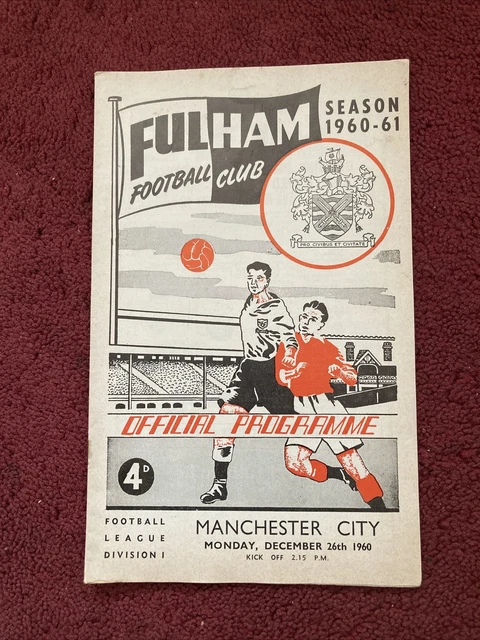 FULHAM
FOOTBALL CLUB
SEASON
1960-61
PRO CIVIBUS ET CIVITATE
OFFICIAL PROGRAMME
4D
FOOTBALL
LEAGUE
DIVISION I
MANCHESTER CITY
MONDAY, DECEMBER 26th 1960
KICK OFF 2.15 P.M.